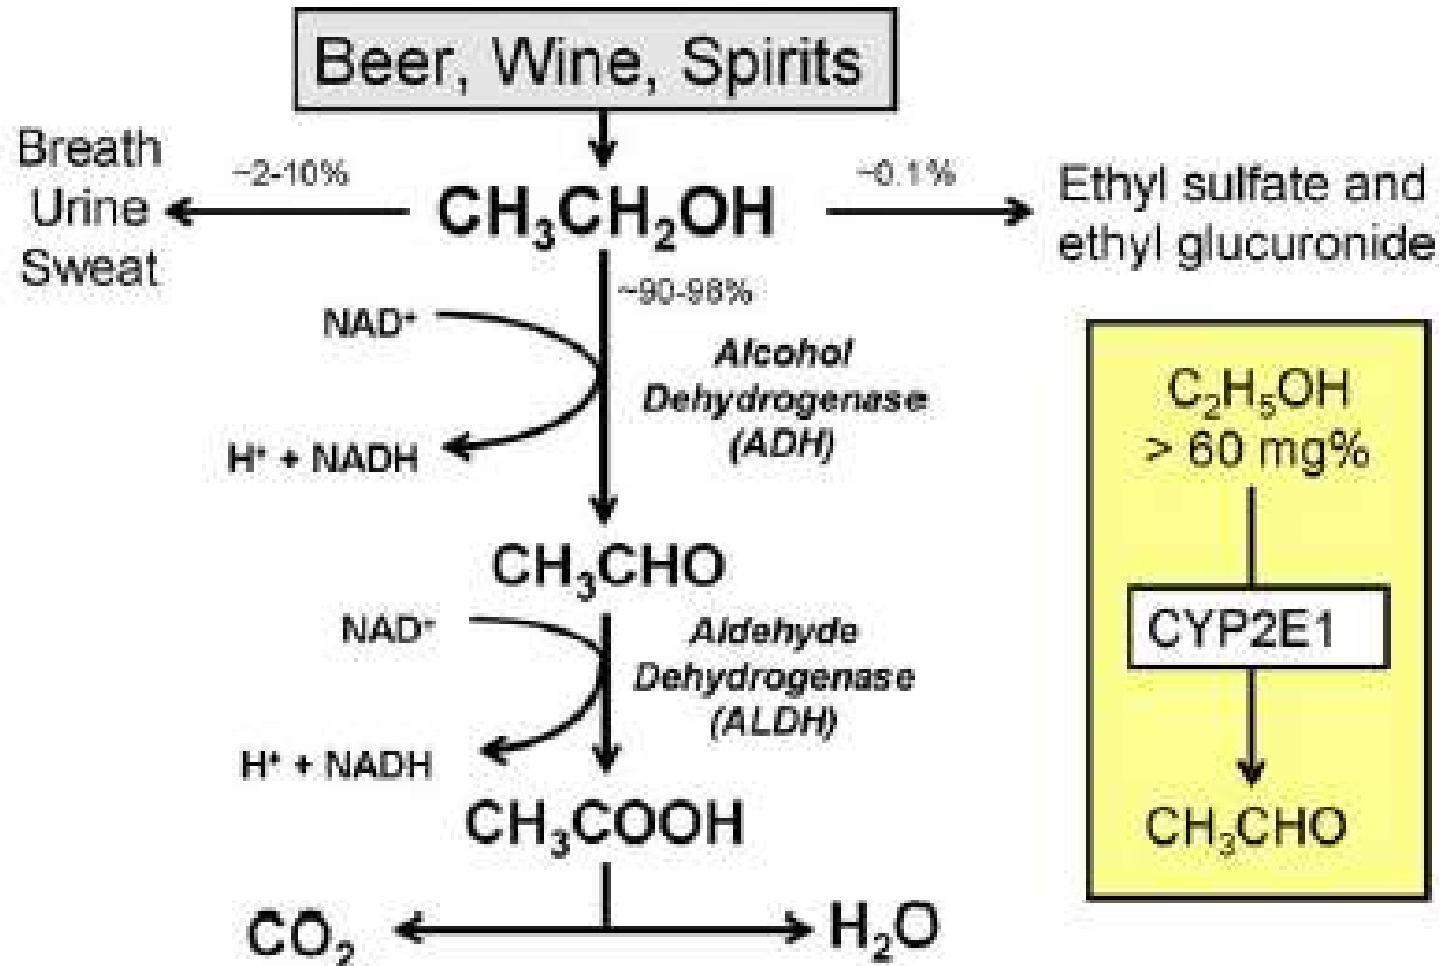 Beer, Wine, Spirits
Breath
Urine
Sweat
~2-10%
CH₃CH₂OH
~0.1%
Ethyl sulfate and
ethyl glucuronide
~90-98%
NAD⁺
Alcohol
Dehydrogenase
(ADH)
H⁺ + NADH
CH₃CHO
NAD⁺
Aldehyde
Dehydrogenase
(ALDH)
H⁺ + NADH
CH₃COOH
CO₂
H₂O
C₂H₅OH
> 60 mg%
CYP2E1
CH₃CHO